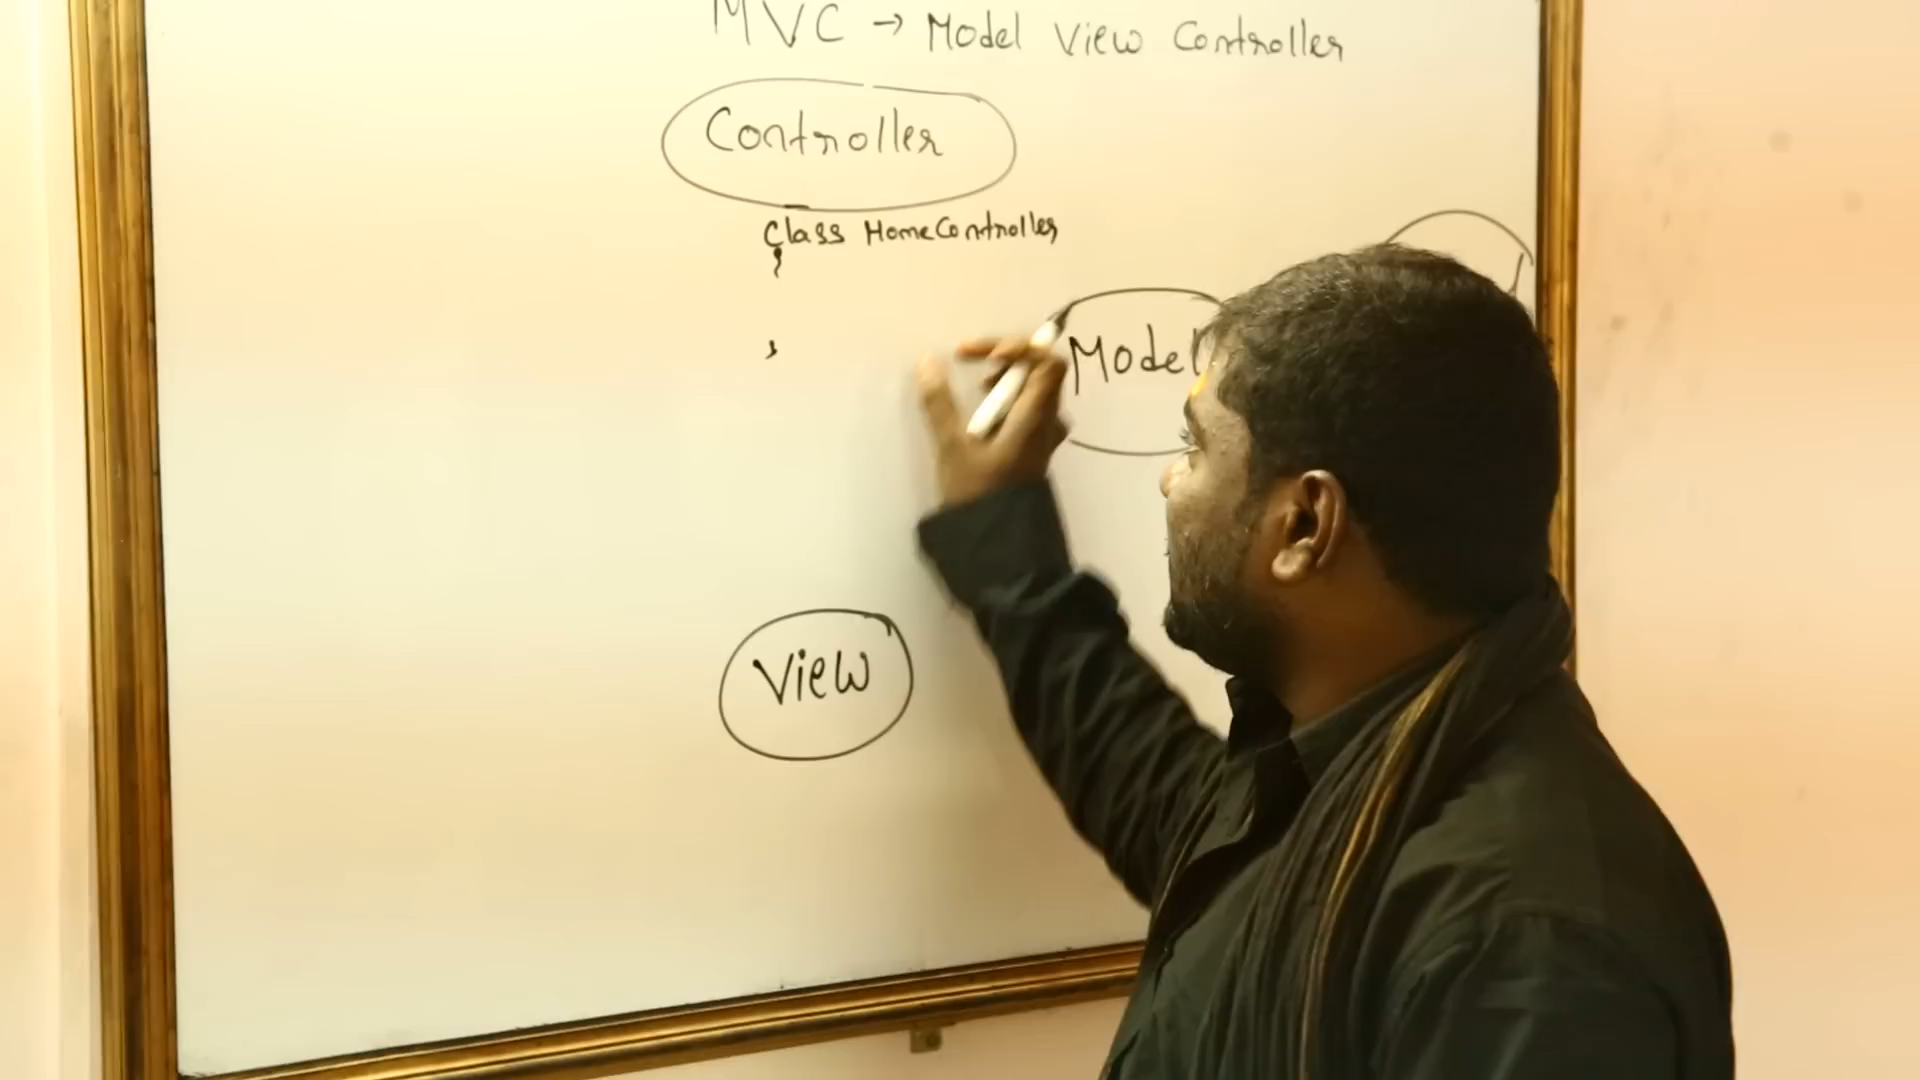 MVC → Model View Controller
Controller
Class HomeController
{
Model
View